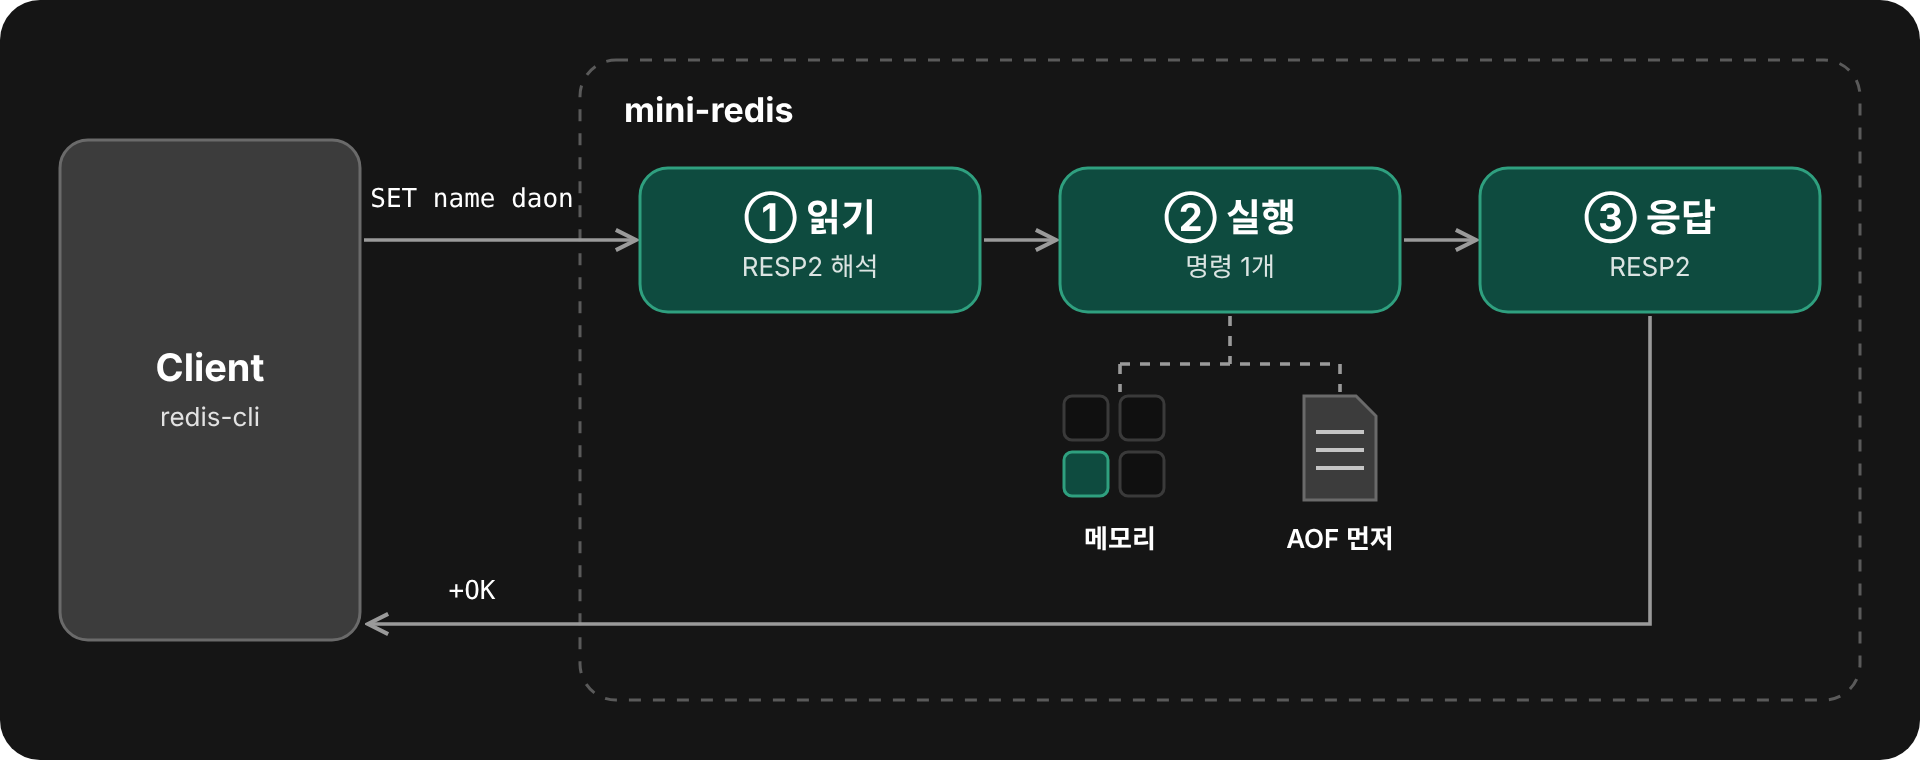 mini-redis
SET name daon
① 읽기
RESP2 해석
② 실행
명령 1개
③ 응답
RESP2
Client
redis-cli
메모리
AOF 먼저
+OK